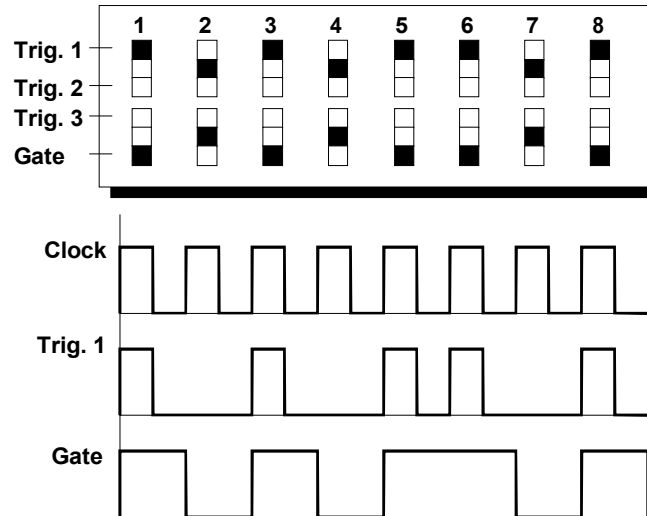 1 2 3 4 5 6 7 8
Trig. 1
Trig. 2
Trig. 3
Gate
Clock
Trig. 1
Gate